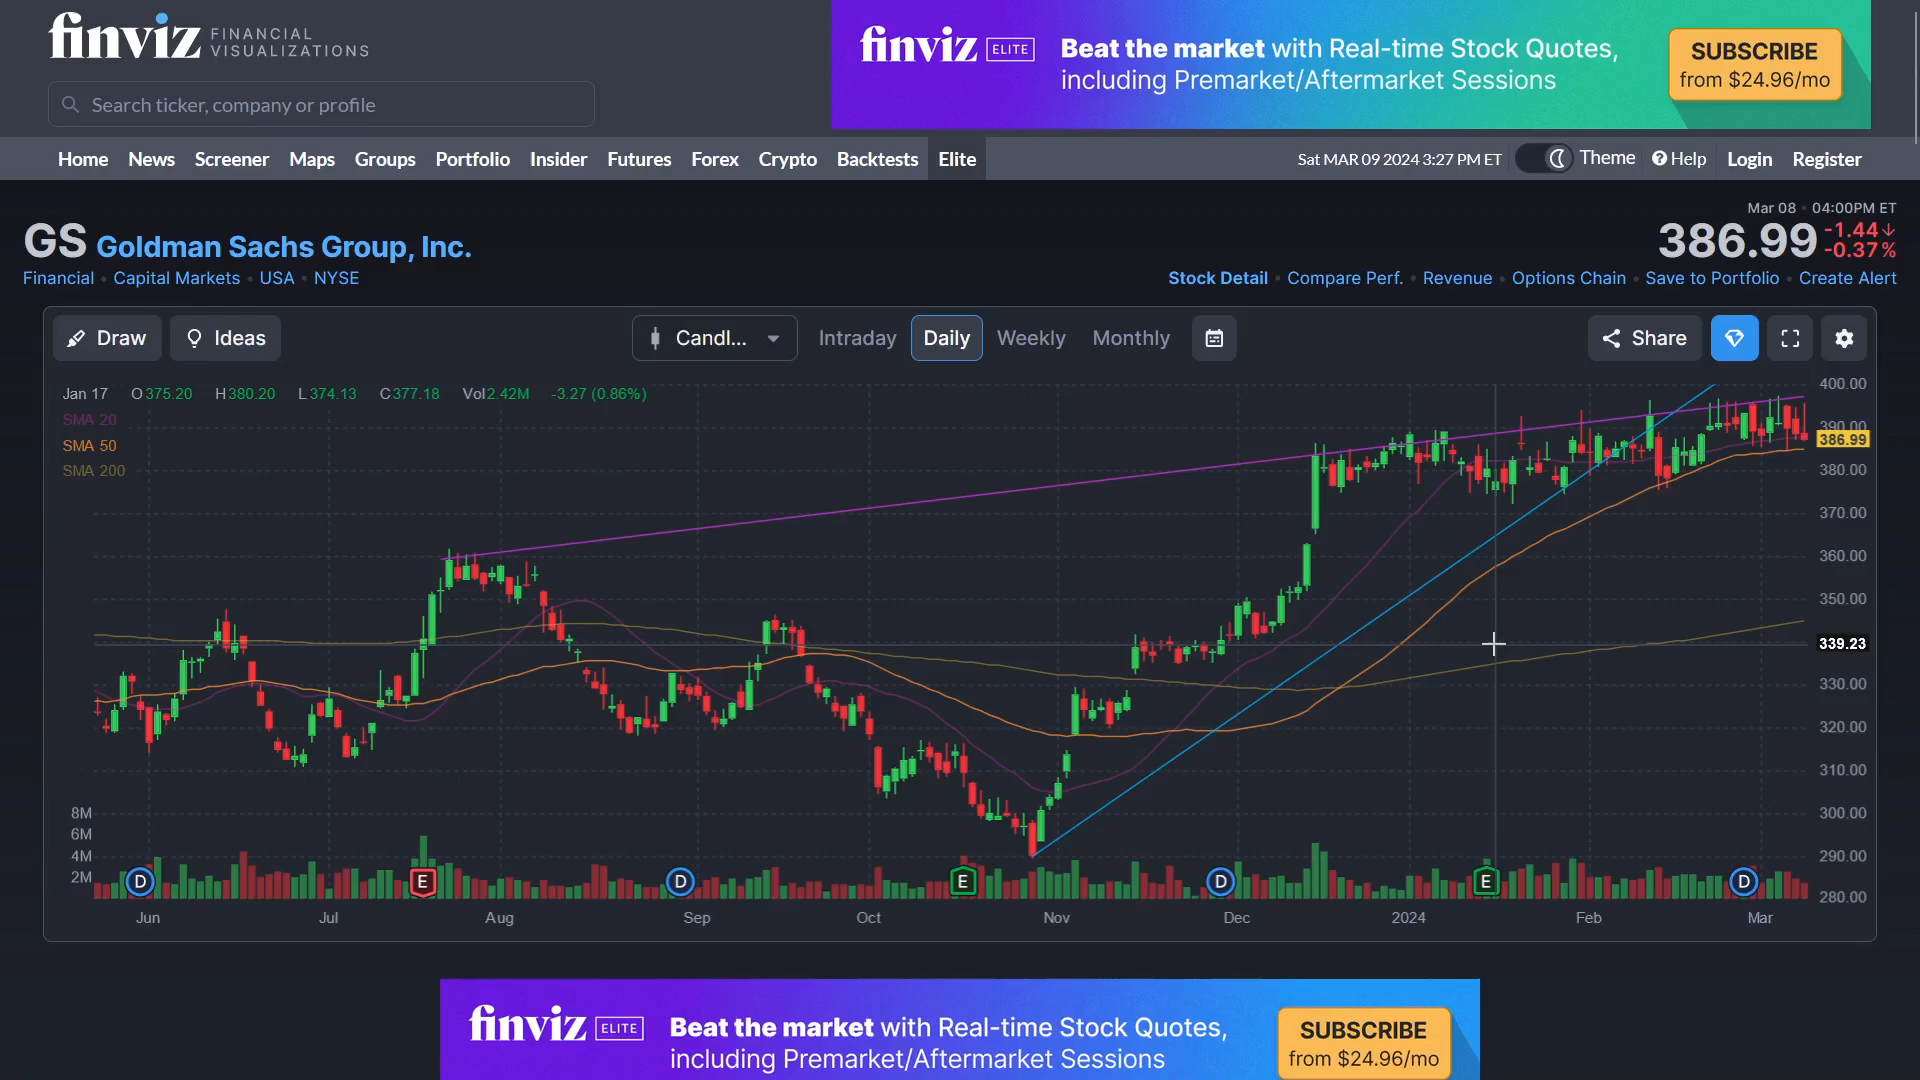 finviz FINANCIAL VISUALIZATIONS
Search ticker, company or profile
finviz ELITE Beat the market with Real-time Stock Quotes,
including Premarket/Aftermarket Sessions
SUBSCRIBE
from $24.96/mo
Home News Screener Maps Groups Portfolio Insider Futures Forex Crypto Backtests Elite
Sat MAR 09 2024 3:27 PM ET Theme Help Login Register
Mar 08 · 04:00PM ET
GS Goldman Sachs Group, Inc.
386.99 -1.44↓
-0.37%
Financial • Capital Markets • USA • NYSE
Stock Detail • Compare Perf. • Revenue • Options Chain • Save to Portfolio • Create Alert
Draw Ideas Candl... Intraday Daily Weekly Monthly Share
Jan 17 O375.20 H380.20 L374.13 C377.18 Vol2.42M -3.27 (0.86%)
SMA 20
SMA 50
SMA 200
400.00
390.00
386.99
380.00
370.00
360.00
350.00
339.23
330.00
320.00
310.00
300.00
290.00
280.00
8M
6M
4M
2M
D E D E D E D
Jun Jul Aug Sep Oct Nov Dec 2024 Feb Mar
finviz ELITE Beat the market with Real-time Stock Quotes,
including Premarket/Aftermarket Sessions
SUBSCRIBE
from $24.96/mo